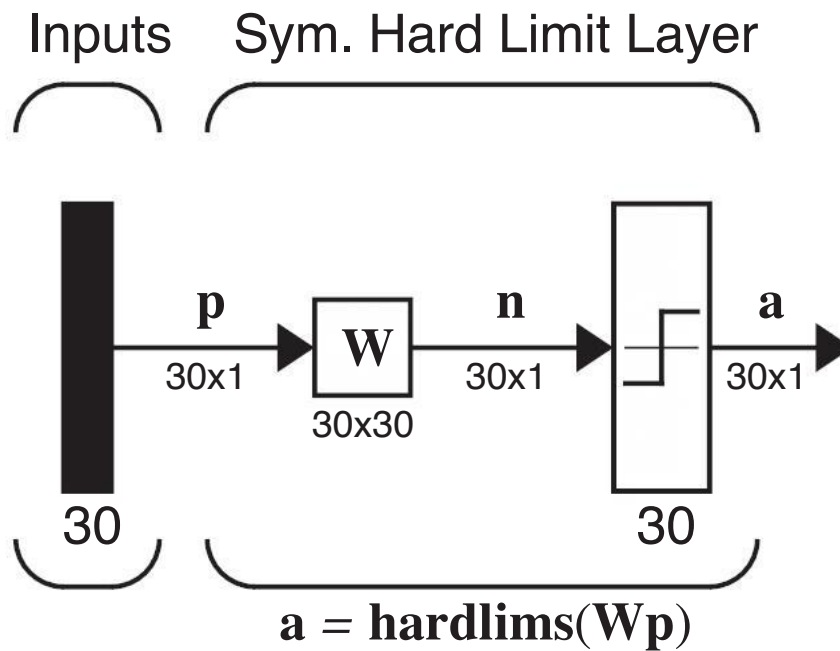 Inputs Sym. Hard Limit Layer
p n a
W
30x1 30x1 30x1
30x30
30 30
a = hardlims(Wp)